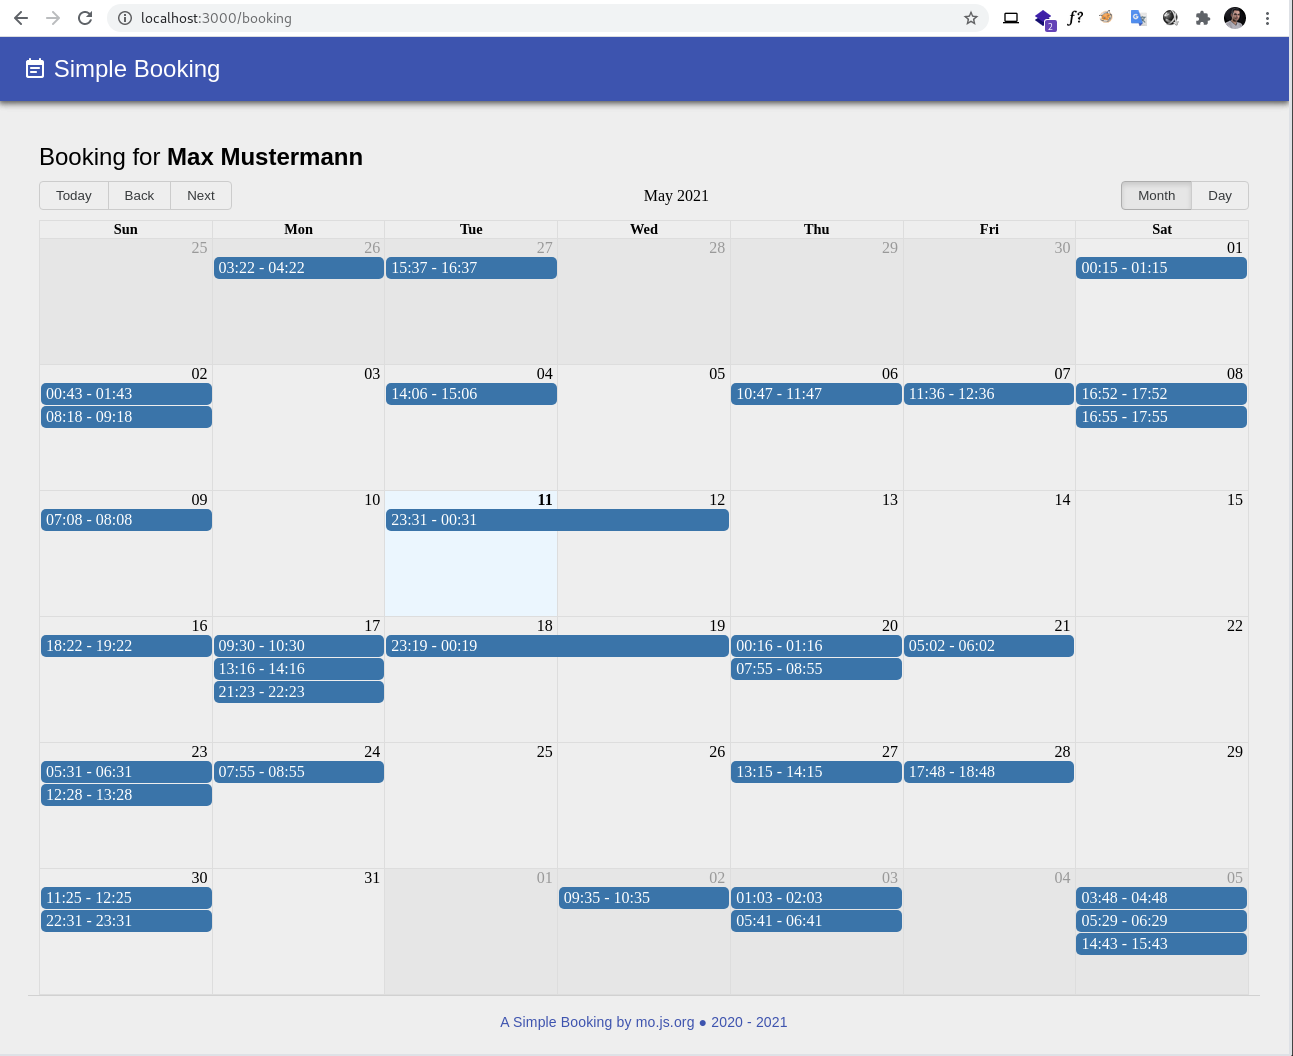 localhost:3000/booking
2
f?
Simple Booking
Booking for Max Mustermann
Today Back Next May 2021 Month Day
Sun Mon Tue Wed Thu Fri Sat
25 26 27 28 29 30 01
03:22 - 04:22 15:37 - 16:37 00:15 - 01:15
02 03 04 05 06 07 08
00:43 - 01:43 14:06 - 15:06 10:47 - 11:47 11:36 - 12:36 16:52 - 17:52
08:18 - 09:18 16:55 - 17:55
09 10 11 12 13 14 15
07:08 - 08:08 23:31 - 00:31
16 17 18 19 20 21 22
18:22 - 19:22 09:30 - 10:30 23:19 - 00:19 00:16 - 01:16 05:02 - 06:02
13:16 - 14:16 07:55 - 08:55
21:23 - 22:23
23 24 25 26 27 28 29
05:31 - 06:31 07:55 - 08:55 13:15 - 14:15 17:48 - 18:48
12:28 - 13:28
30 31 01 02 03 04 05
11:25 - 12:25 09:35 - 10:35 01:03 - 02:03 03:48 - 04:48
22:31 - 23:31 05:41 - 06:41 05:29 - 06:29
14:43 - 15:43
A Simple Booking by mo.js.org ● 2020 - 2021